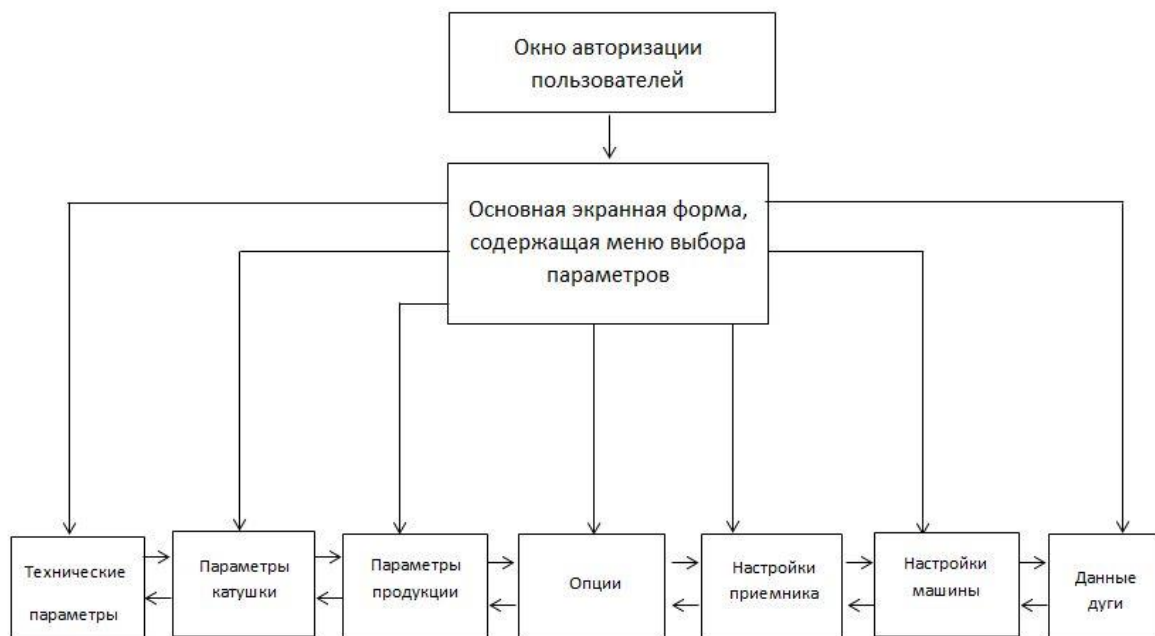 Окно авторизации
пользователей
Основная экранная форма,
содержащая меню выбора
параметров
Технические
параметры
Параметры
катушки
Параметры
продукции
Опции
Настройки
приемника
Настройки
машины
Данные
дуги